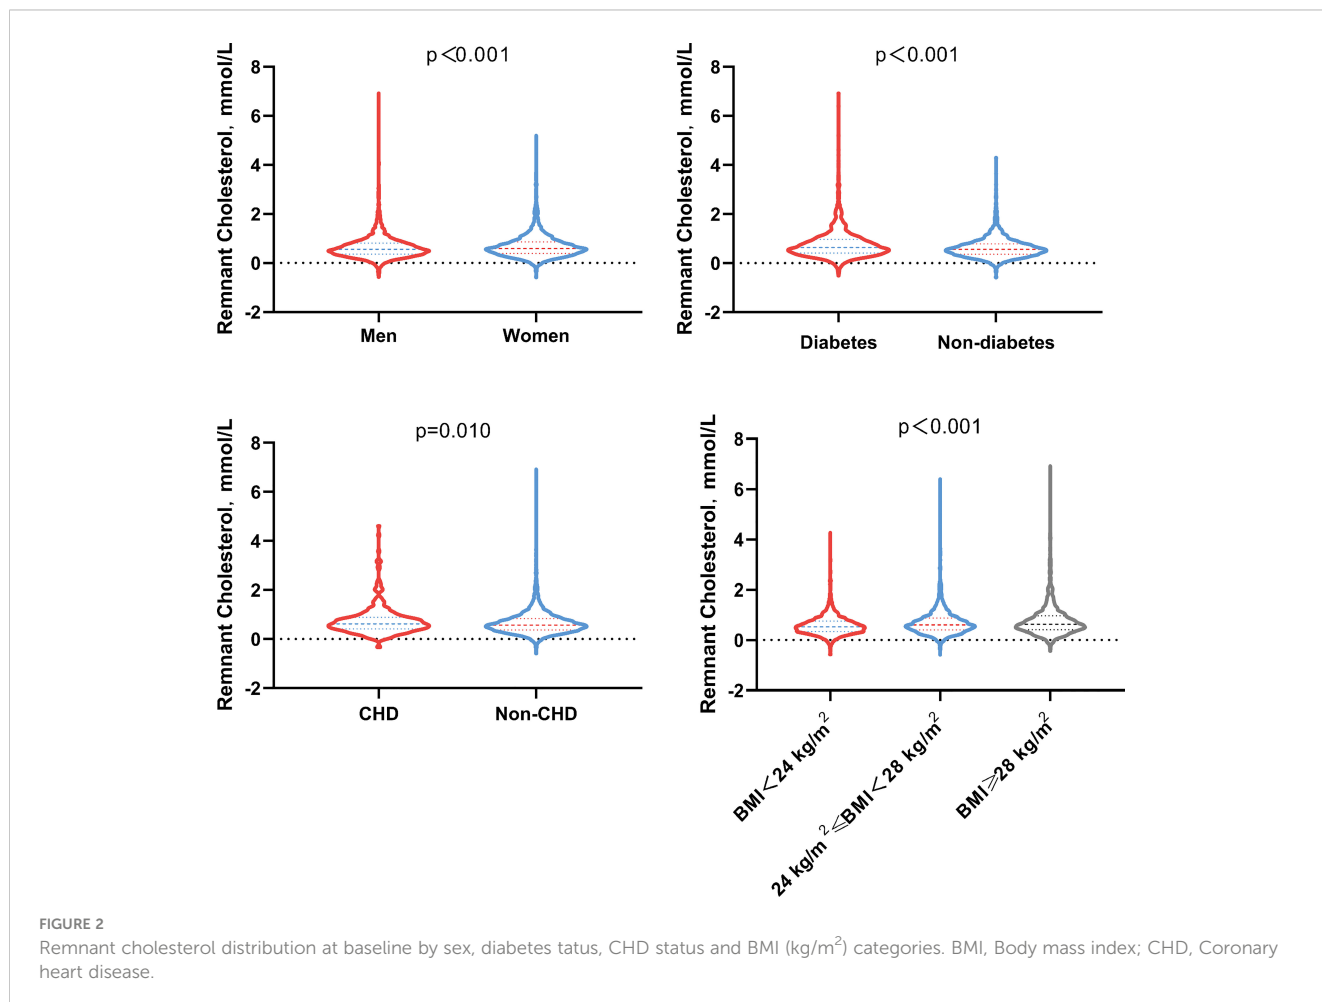 p<0.001
Remnant Cholesterol, mmol/L
8
6
4
2
0
-2
Men Women
p<0.001
Remnant Cholesterol, mmol/L
8
6
4
2
0
-2
Diabetes Non-diabetes
p=0.010
Remnant Cholesterol, mmol/L
8
6
4
2
0
-2
CHD Non-CHD
p<0.001
Remnant Cholesterol, mmol/L
8
6
4
2
0
-2
BMI<24 kg/m²
24 kg/m²≤BMI<28 kg/m²
BMI≥28 kg/m²
FIGURE 2
Remnant cholesterol distribution at baseline by sex, diabetes tatus, CHD status and BMI (kg/m²) categories. BMI, Body mass index; CHD, Coronary
heart disease.